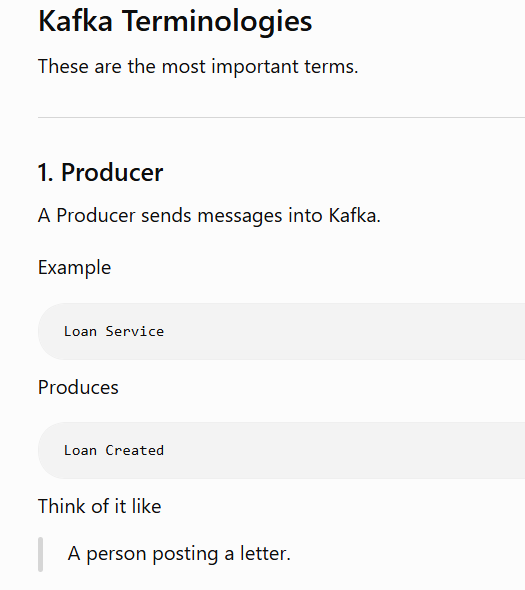 Kafka Terminologies
These are the most important terms.
1. Producer
A Producer sends messages into Kafka.
Example
Loan Service
Produces
Loan Created
Think of it like
A person posting a letter.